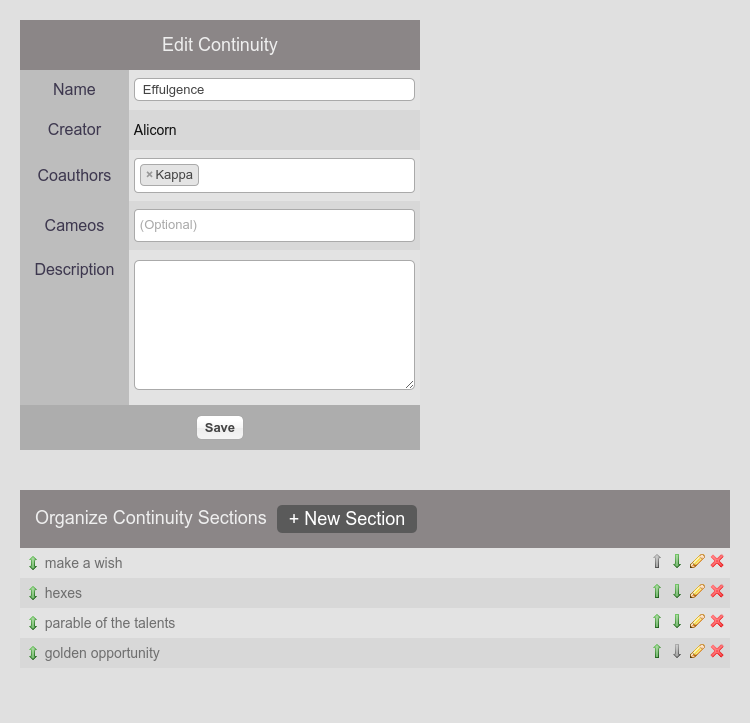 Edit Continuity
Name
Effulgence
Creator
Alicorn
Coauthors
×Kappa
Cameos
(Optional)
Description
Save
Organize Continuity Sections
+ New Section
make a wish
hexes
parable of the talents
golden opportunity